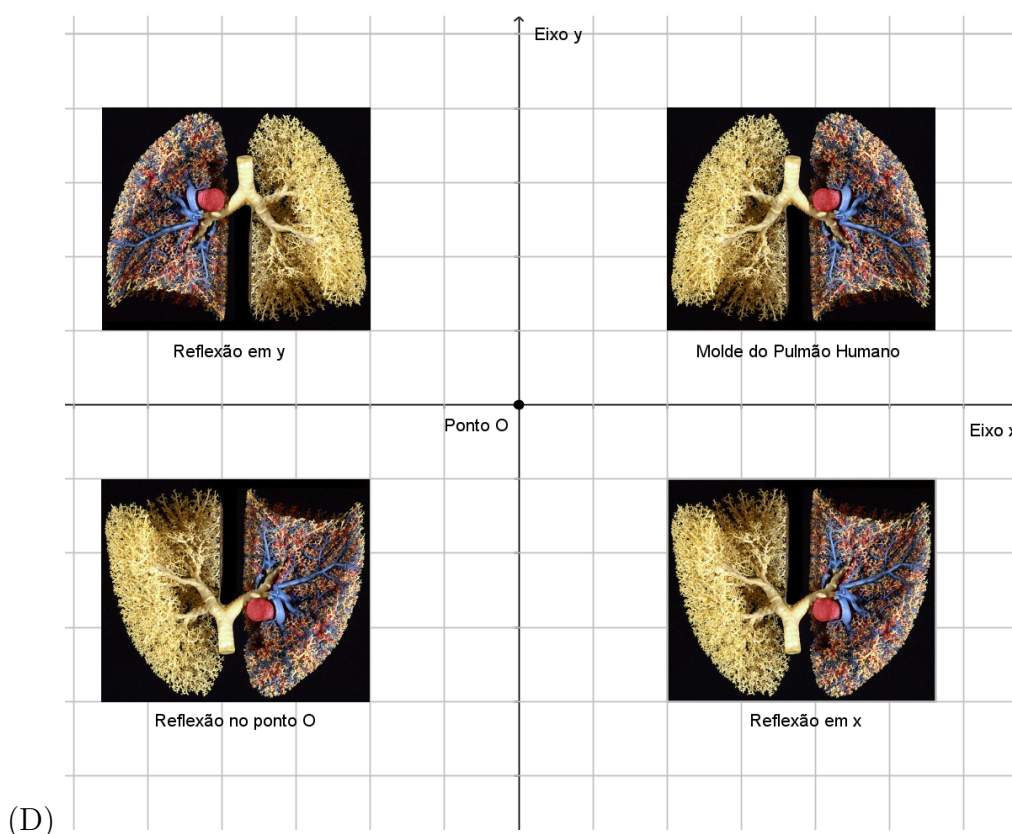 Eixo y
Reflexão em y
Molde do Pulmão Humano
Ponto O
Eixo x
Reflexão no ponto O
Reflexão em x
(D)